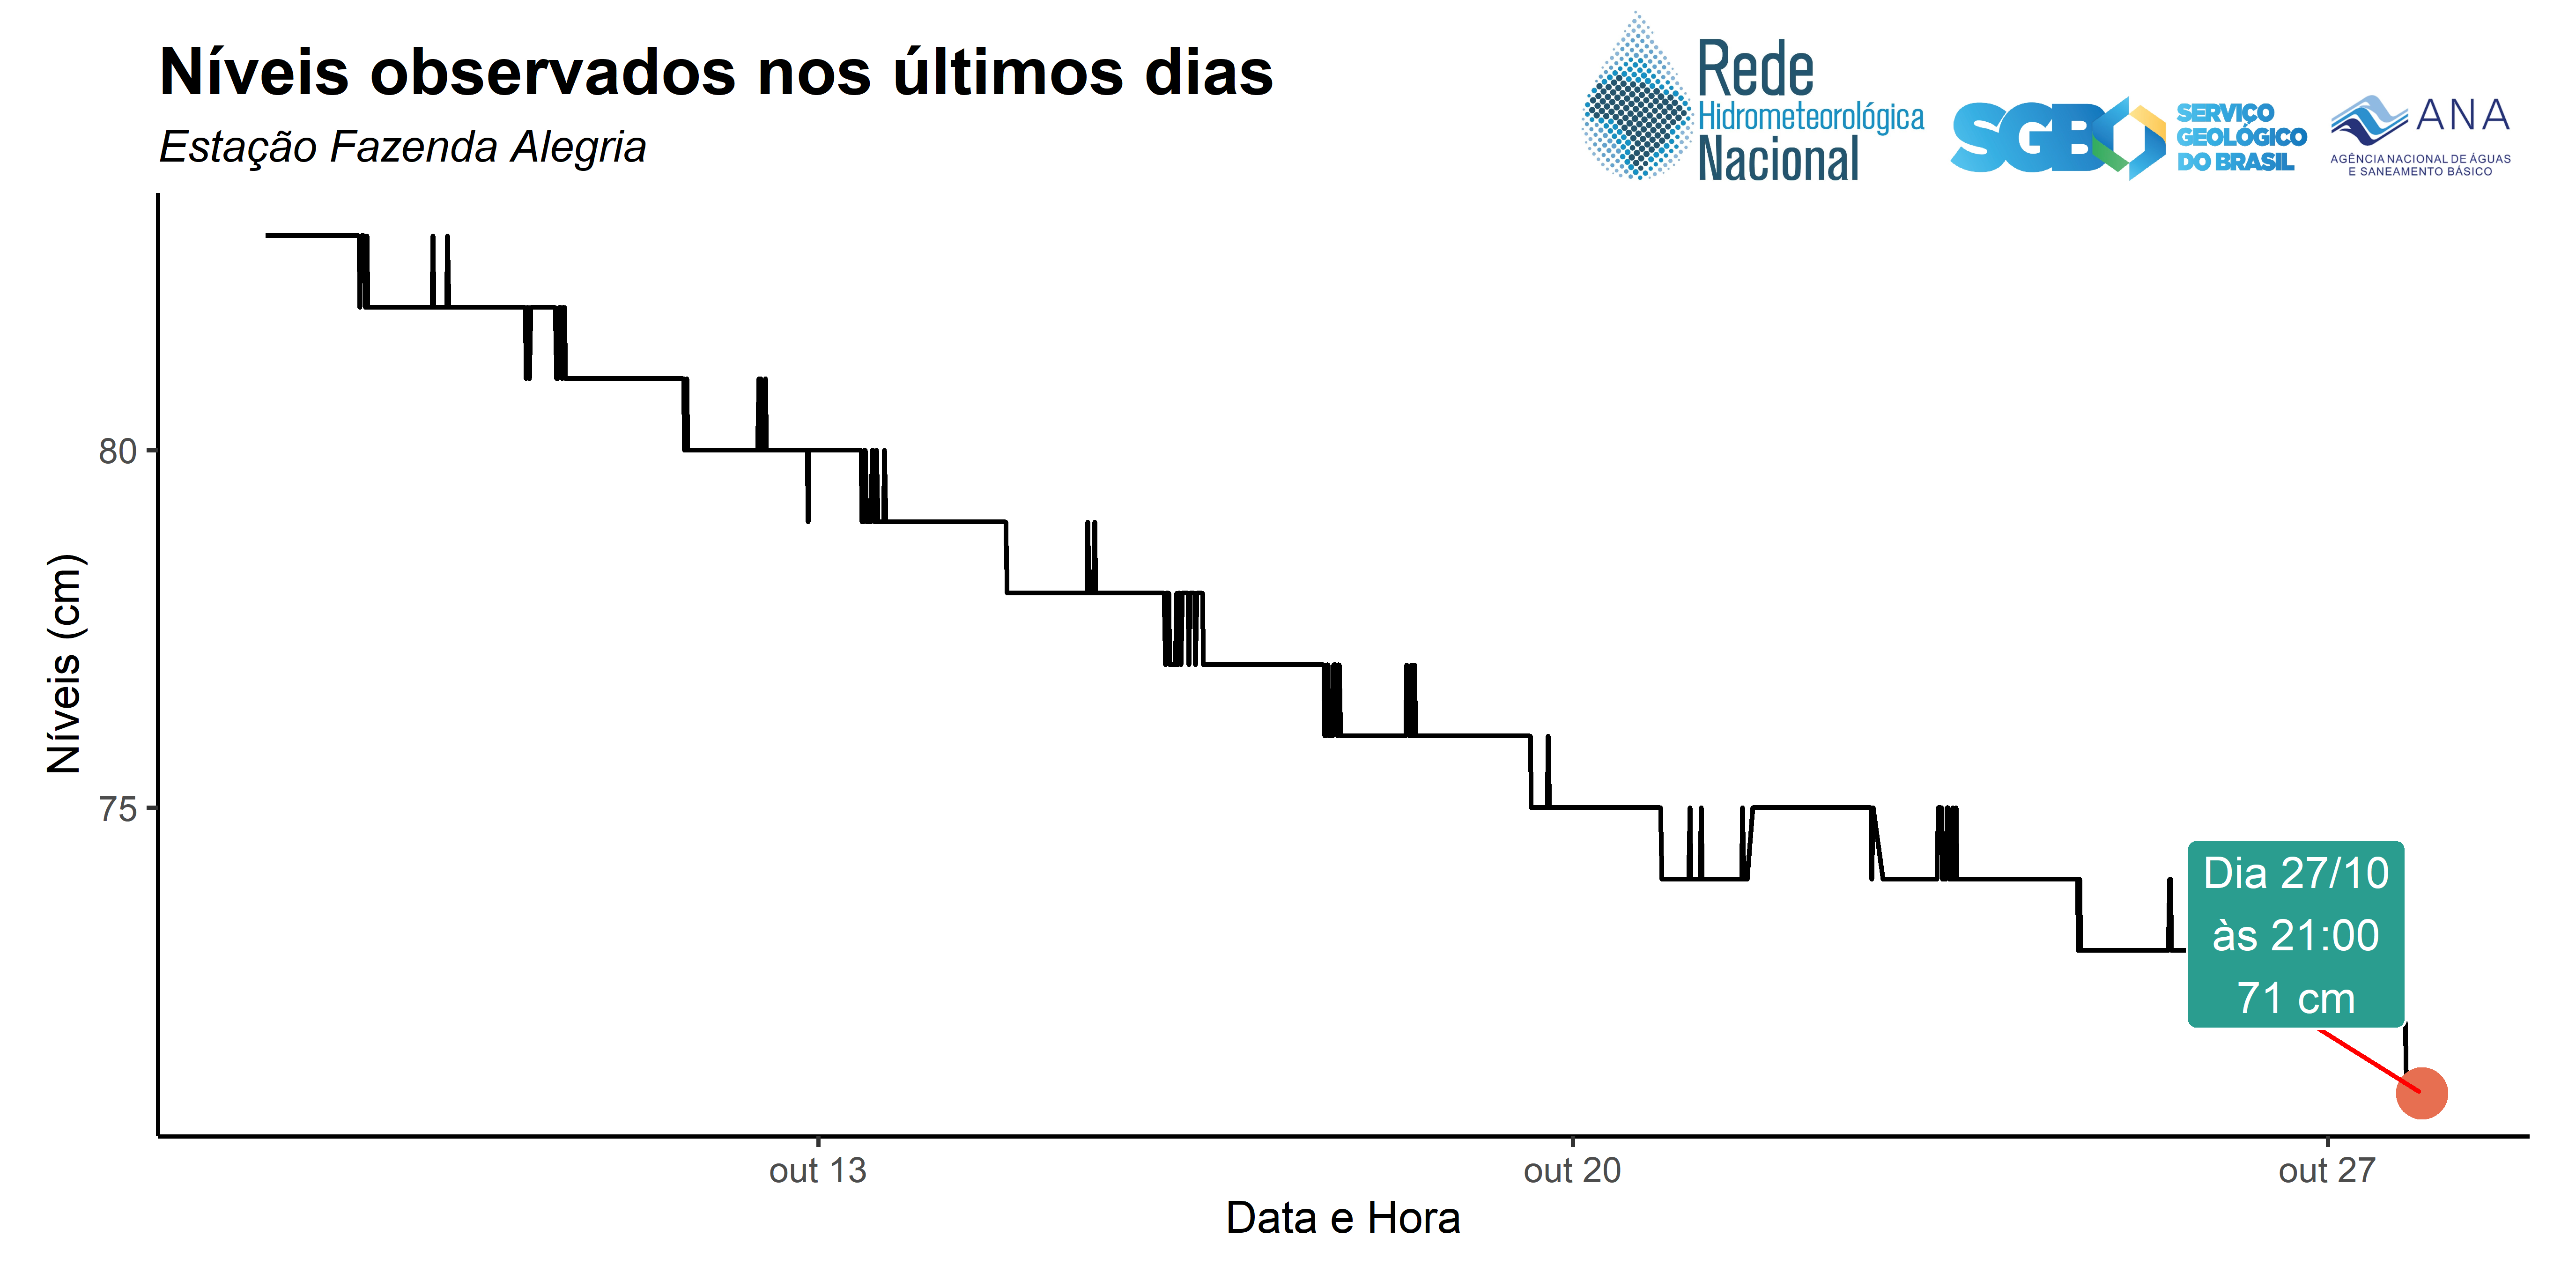 Níveis observados nos últimos dias
Estação Fazenda Alegria
Rede
Hidrometeorológica
Nacional
SGB
SERVIÇO
GEOLÓGICO
DO BRASIL
ANA
AGÊNCIA NACIONAL DE ÁGUAS
E SANEAMENTO BÁSICO
Níveis (cm)
80
75
Dia 27/10
às 21:00
71 cm
out 13
out 20
out 27
Data e Hora